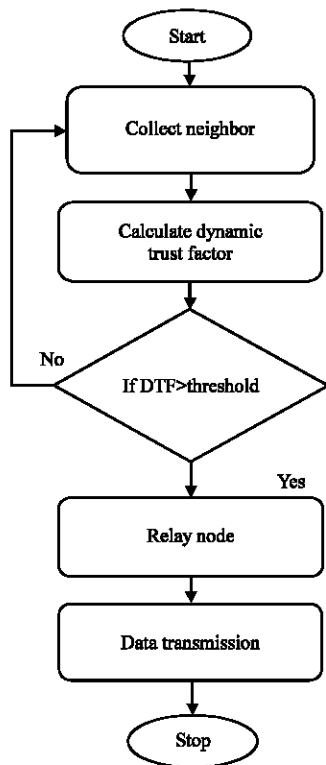 Start
Collect neighbor
Calculate dynamic
trust factor
No
If DTF>threshold
Yes
Relay node
Data transmission
Stop